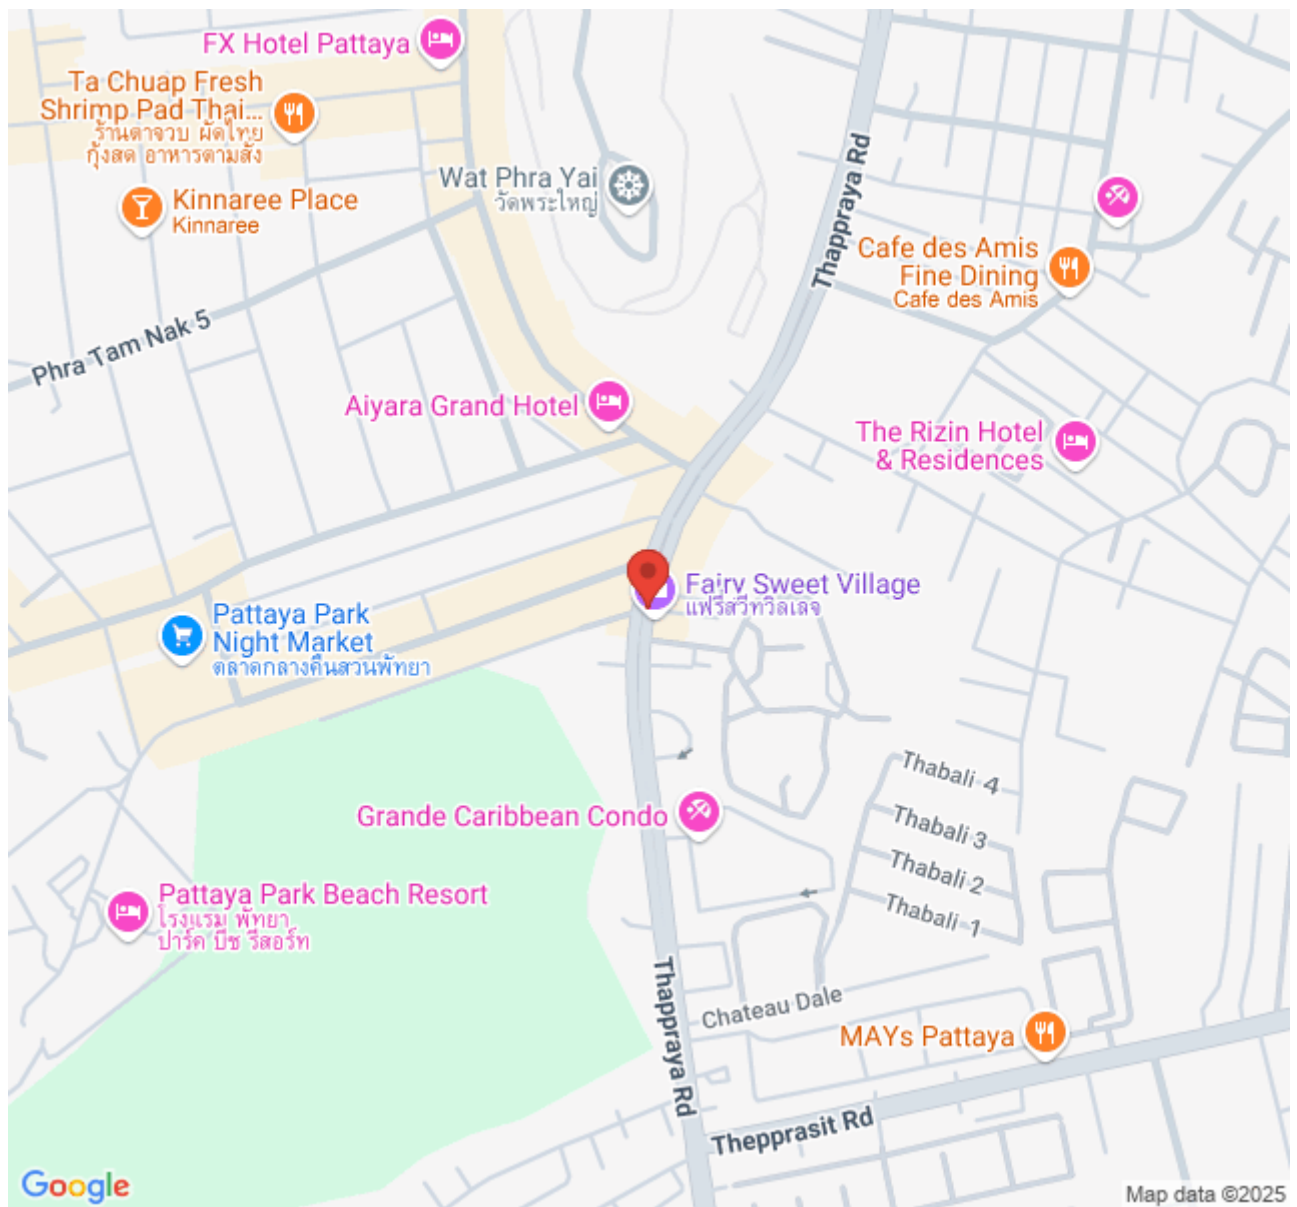 FX Hotel Pattaya
Ta Chuap Fresh
Shrimp Pad Thai...
ร้านตาจวบ ผัดไทย
กุ้งสด อาหารตามสั่ง
Kinnaree Place
Kinnaree
Wat Phra Yai
วัดพระใหญ่
Thappraya Rd
Cafe des Amis
Fine Dining
Cafe des Amis
Phra Tam Nak 5
Aiyara Grand Hotel
The Rizin Hotel
& Residences
Fairy Sweet Village
แฟรี่สวีทวิลเลจ
Pattaya Park
Night Market
ตลาดกลางคืนสวนพัทยา
Thabali 4
Grande Caribbean Condo
Thabali 3
Thabali 2
Thabali 1
Pattaya Park Beach Resort
โรงแรม พัทยา
ปาร์ค บีช รีสอร์ท
Thappraya Rd
Chateau Dale
MAYs Pattaya
Thepprasit Rd
Google
Map data ©2025